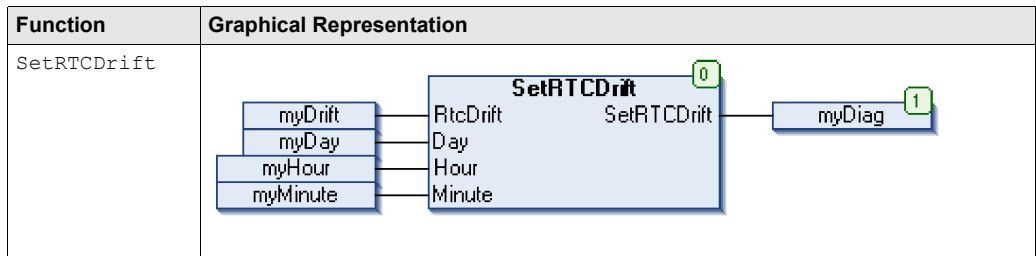 Function Graphical Representation
SetRTCDrift
0
SetRTCDrift
myDrift RtcDrift SetRTCDrift myDiag 1
myDay Day
myHour Hour
myMinute Minute